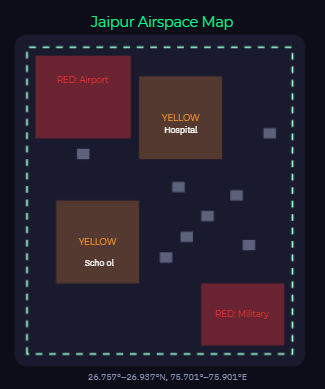 Jaipur Airspace Map
RED: Airport
YELLOW
Hospital
YELLOW
Scho ol
RED: Military
26.757°–26.937°N, 75.701°–75.901°E